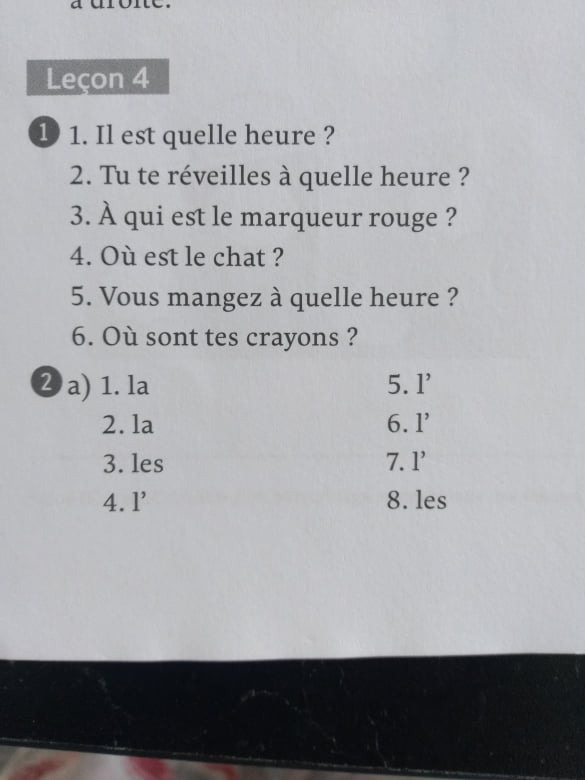 à droite.
Leçon 4
1 1. Il est quelle heure ?
2. Tu te réveilles à quelle heure ?
3. À qui est le marqueur rouge ?
4. Où est le chat ?
5. Vous mangez à quelle heure ?
6. Où sont tes crayons ?
2 a) 1. la
2. la
3. les
4. l’
5. l’
6. l’
7. l’
8. les